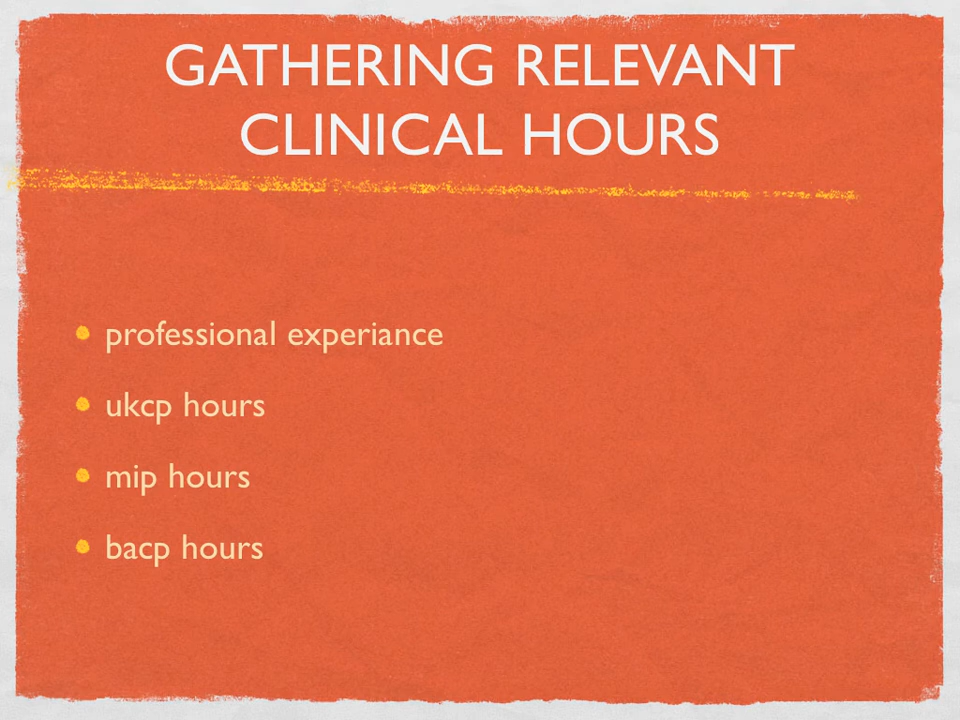 GATHERING RELEVANT
CLINICAL HOURS
professional experiance
ukcp hours
mip hours
bacp hours